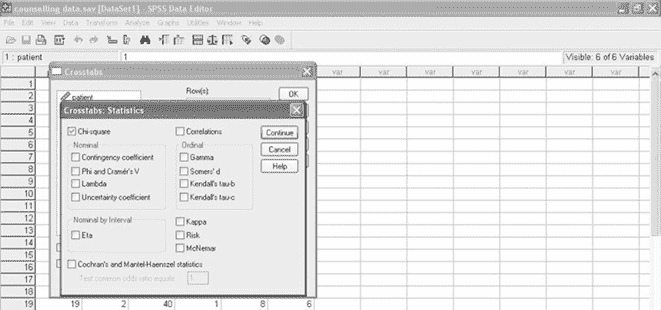 counselling data.sav [DataSet1] - SPSS Data Editor
File Edit View Data Transform Analyze Graphs Utilities Window Help
1 : patient 1 Visible: 6 of 6 Variables
var var var var var var var
Crosstabs
patient Row(s) OK
Crosstabs: Statistics
Chi-square Correlations Continue
Nominal Ordinal Cancel
Contingency coefficient Gamma Help
Phi and Cramér's V Somers' d
Lambda Kendall's tau-b
Uncertainty coefficient Kendall's tau-c
Nominal by Interval Kappa
Eta Risk
McNemar
Cochran's and Mantel-Haenszel statistics
Test common odds ratio equals: 1
1
2
3
4
5
6
7
8
9
10
11
12
13
14
15
16
17
18
19 19 2 40 1 8 6